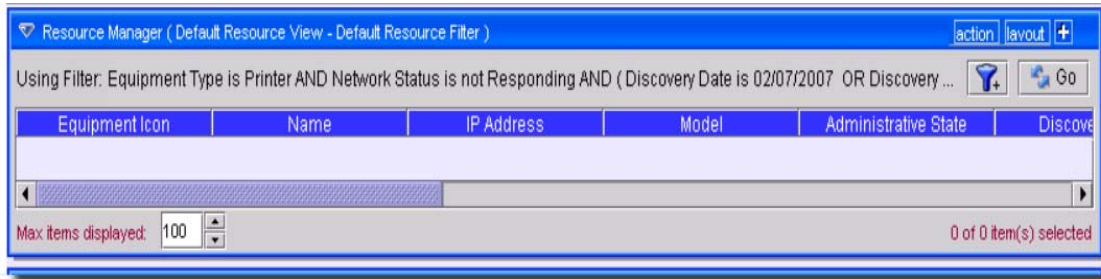 Resource Manager ( Default Resource View - Default Resource Filter ) action layout +
Using Filter: Equipment Type is Printer AND Network Status is not Responding AND ( Discovery Date is 02/07/2007 OR Discovery ... Go
Equipment Icon Name IP Address Model Administrative State Discove
Max items displayed: 100 0 of 0 item(s) selected